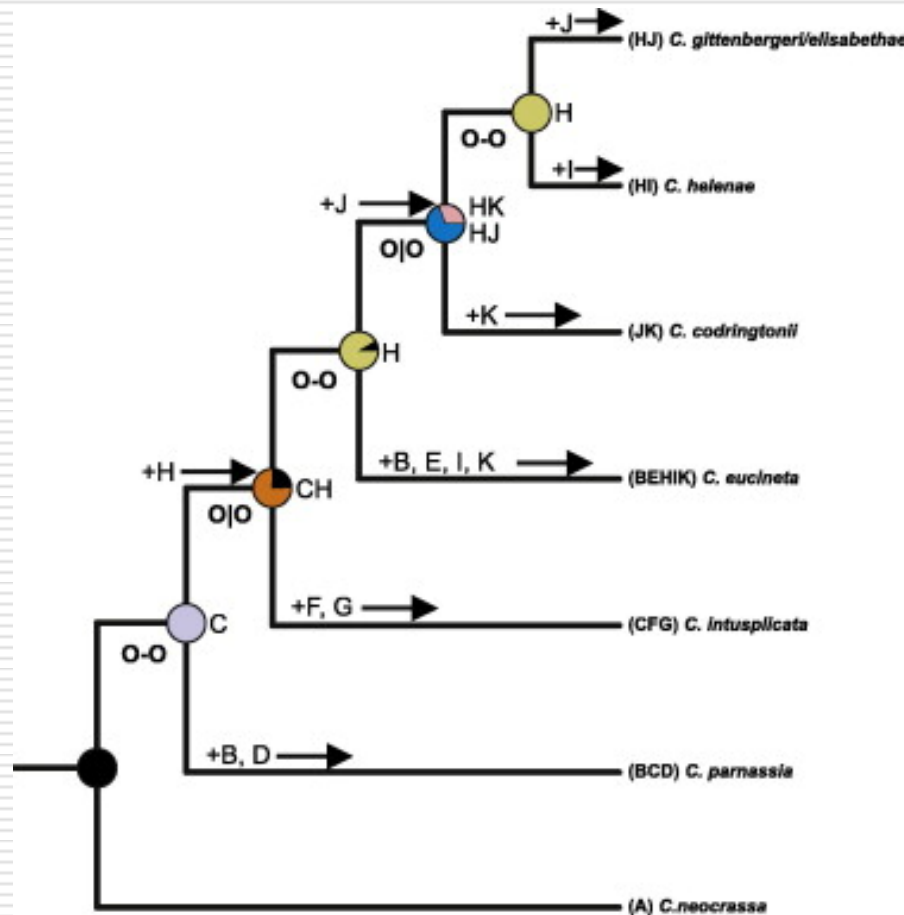 +J
(HJ) C. gittenbergeri/elisabethae
H
O-O
+I
(HI) C. helenae
+J
HK
HJ
O|O
+K
(JK) C. codringtonii
H
O-O
+B, E, I, K
(BEHIK) C. eucineta
+H
CH
O|O
+F, G
(CFG) C. intusplicata
C
O-O
+B, D
(BCD) C. parnassia
(A) C.neocrassa